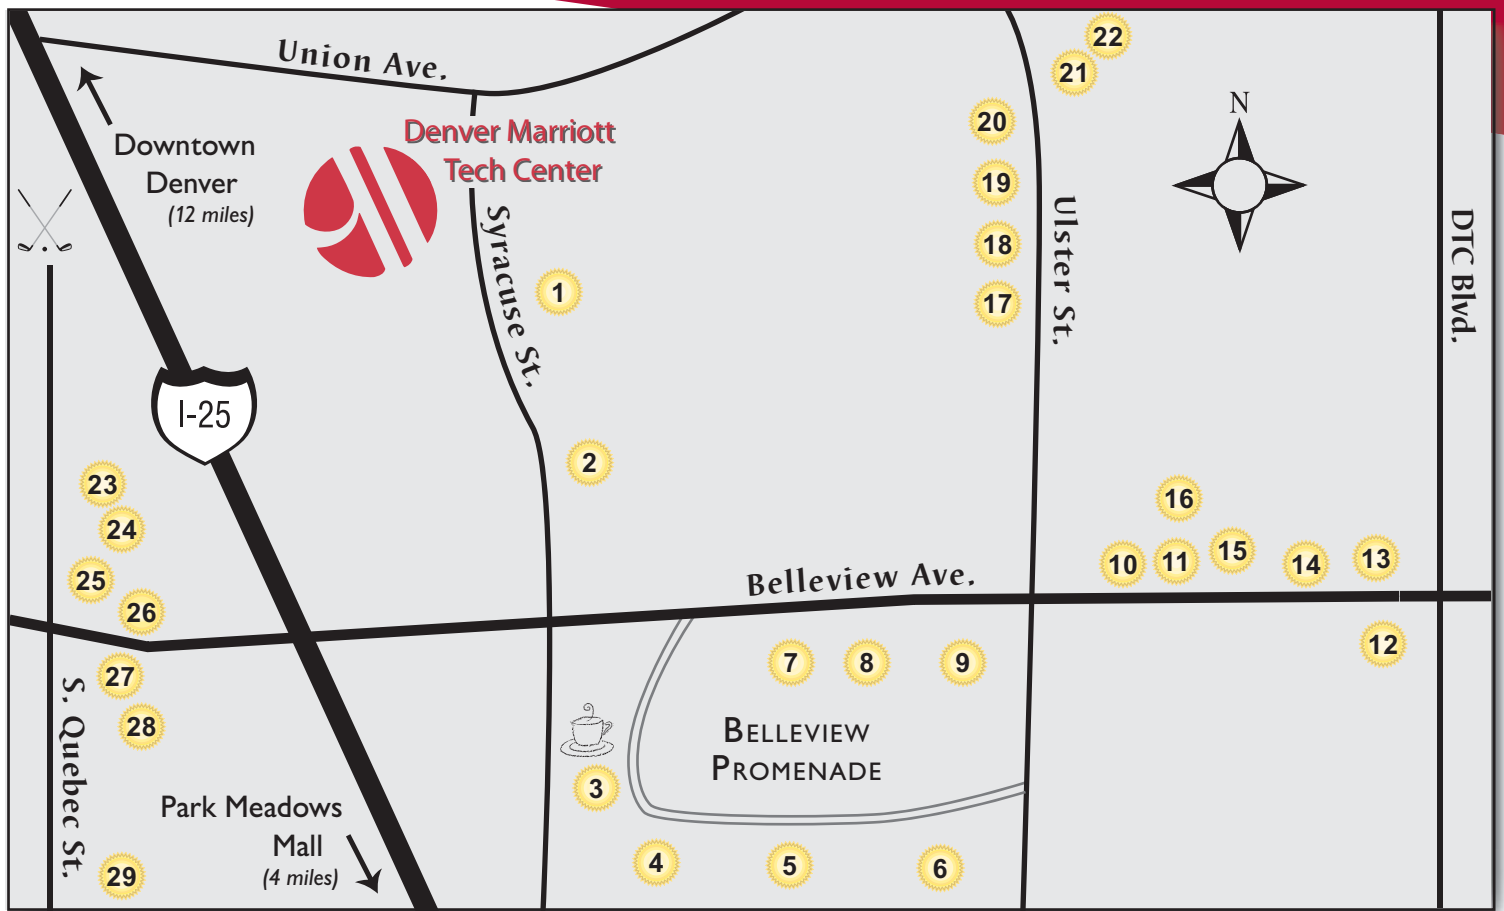 Union Ave.
22
21
N
Downtown
Denver
(12 miles)
Denver Marriott
Tech Center
20
19
18
17
Syracuse St.
Ulster St.
DTC Blvd.
1
I-25
2
23
24
25
26
16
10
11
15
14
13
Belleview Ave.
12
27
28
S. Quebec St.
7
8
9
BELLEVIEW
PROMENADE
3
Park Meadows
Mall
(4 miles)
29
4
5
6